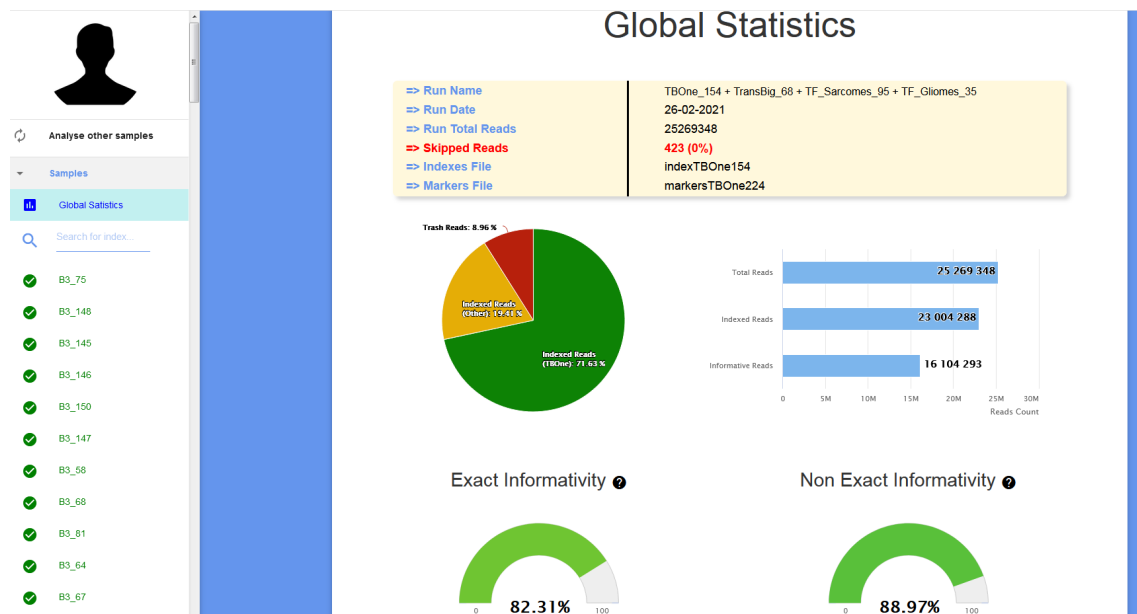 Global Statistics
Analyse other samples
Samples
Global Satistics
Search for index...
B3_75
B3_148
B3_145
B3_146
B3_150
B3_147
B3_58
B3_68
B3_81
B3_64
B3_67
=> Run Name TBOne_154 + TransBig_68 + TF_Sarcomes_95 + TF_Gliomes_35
=> Run Date 26-02-2021
=> Run Total Reads 25269348
=> Skipped Reads 423 (0%)
=> Indexes File indexTBOne154
=> Markers File markersTBOne224
Trash Reads: 8.96 %
Indexed Reads
(Other): 19.41 %
Indexed Reads
(TBOne): 71.63 %
Total Reads 25 269 348
Indexed Reads 23 004 288
Informative Reads 16 104 293
0 5M 10M 15M 20M 25M 30M
Reads Count
Exact Informativity ?
0 82.31% 100
Non Exact Informativity ?
0 88.97% 100